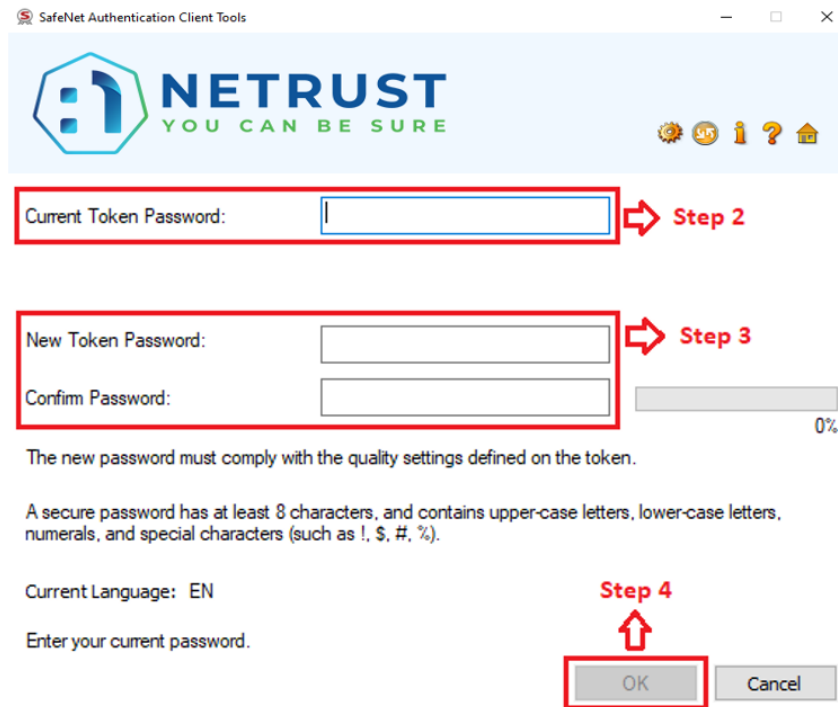 SafeNet Authentication Client Tools
NETRUST
YOU CAN BE SURE
Current Token Password:
Step 2
New Token Password:
Step 3
Confirm Password:
0%
The new password must comply with the quality settings defined on the token.
A secure password has at least 8 characters, and contains upper-case letters, lower-case letters,
numerals, and special characters (such as !, $, #, %).
Current Language: EN
Step 4
Enter your current password.
OK
Cancel